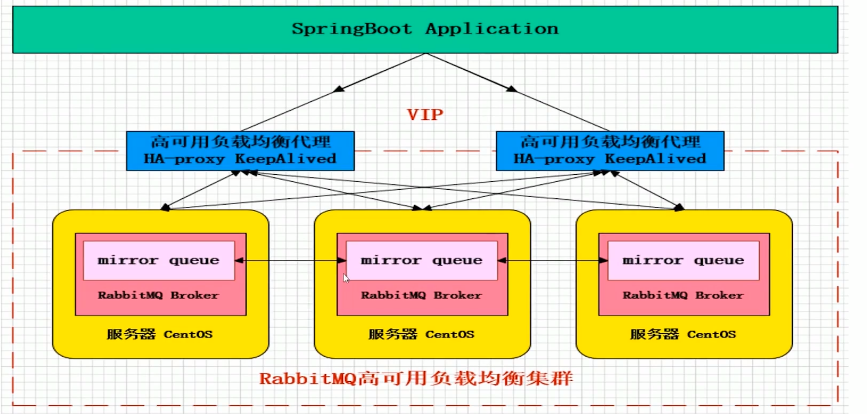 SpringBoot Application
VIP
高可用负载均衡代理
HA-proxy KeepAlived
高可用负载均衡代理
HA-proxy KeepAlived
mirror queue
RabbitMQ Broker
服务器 CentOS
mirror queue
RabbitMQ Broker
服务器 CentOS
mirror queue
RabbitMQ Broker
服务器 CentOS
RabbitMQ高可用负载均衡集群